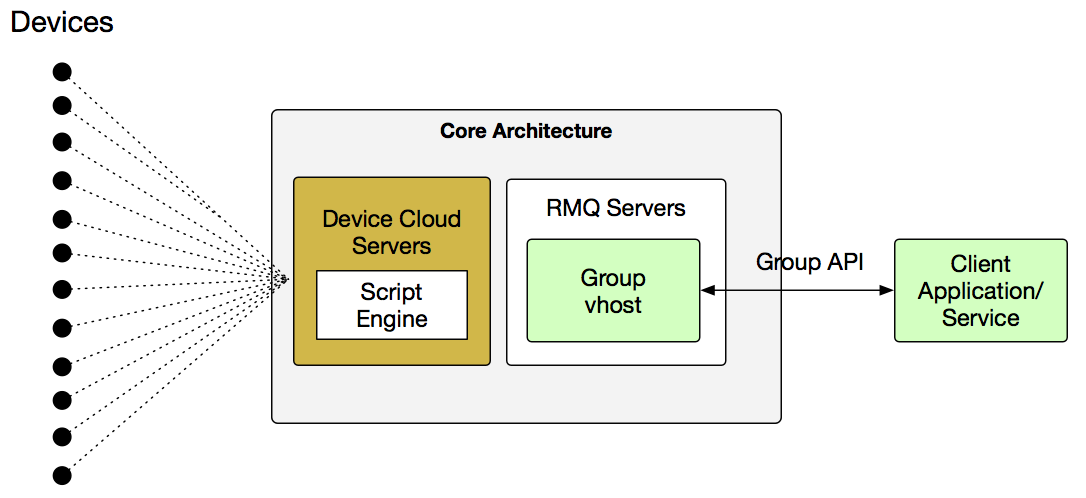 Devices
Core Architecture
Device Cloud
Servers
Script
Engine
RMQ Servers
Group
vhost
Group API
Client
Application/
Service